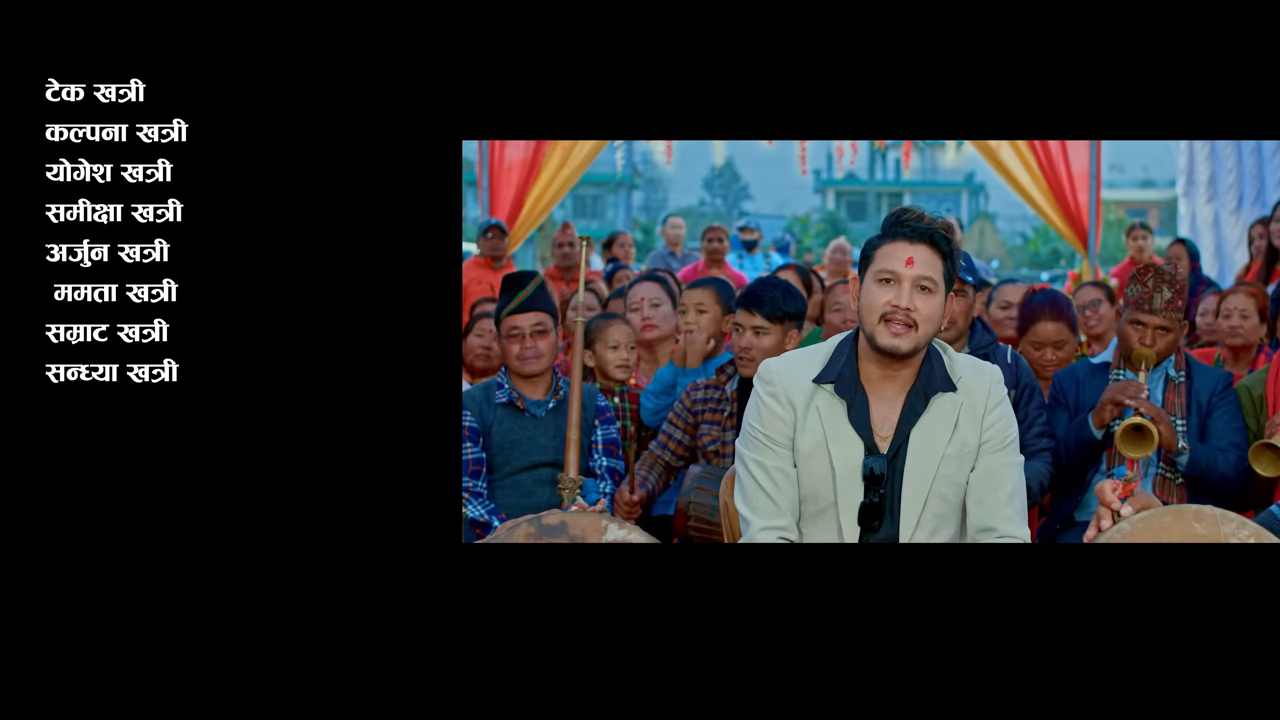 टेक खत्री
कल्पना खत्री
योगेश खत्री
समीक्षा खत्री
अर्जुन खत्री
ममता खत्री
सम्राट खत्री
सन्ध्या खत्री